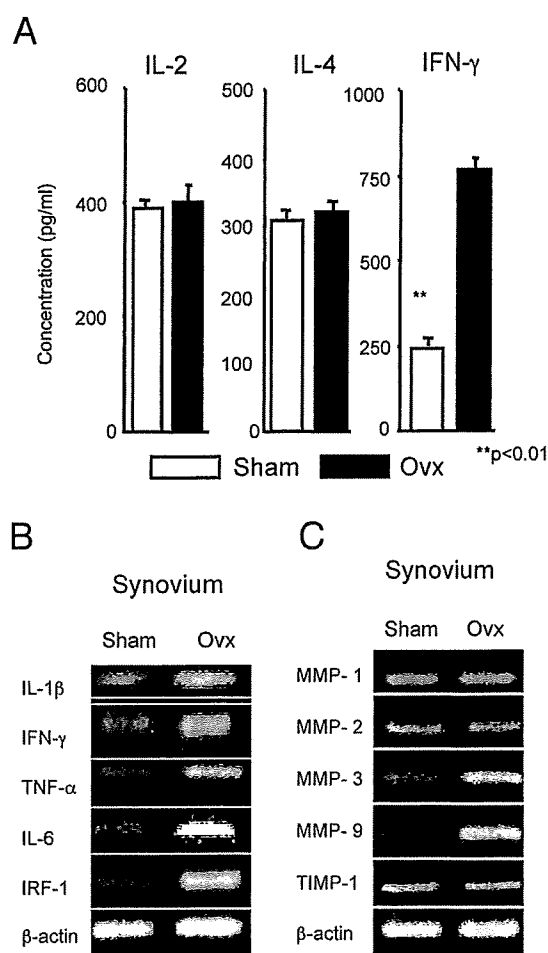 A
IL-2 IL-4 IFN-γ
Concentration (pg/ml)
600
400
200
0
500
400
300
200
100
0
1000
750
500
250
0
**
**p<0.01
Sham Ovx
B
Synovium
Sham Ovx
IL-1β
IFN-γ
TNF-α
IL-6
IRF-1
β-actin
C
Synovium
Sham Ovx
MMP- 1
MMP- 2
MMP- 3
MMP- 9
TIMP-1
β-actin